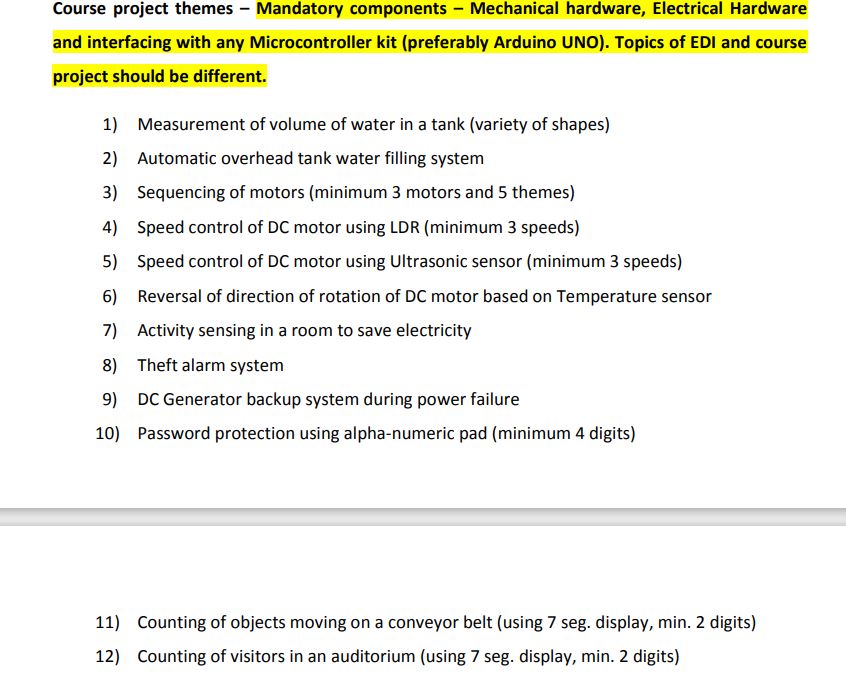 Course project themes – Mandatory components – Mechanical hardware, Electrical Hardware
and interfacing with any Microcontroller kit (preferably Arduino UNO). Topics of EDI and course
project should be different.
1) Measurement of volume of water in a tank (variety of shapes)
2) Automatic overhead tank water filling system
3) Sequencing of motors (minimum 3 motors and 5 themes)
4) Speed control of DC motor using LDR (minimum 3 speeds)
5) Speed control of DC motor using Ultrasonic sensor (minimum 3 speeds)
6) Reversal of direction of rotation of DC motor based on Temperature sensor
7) Activity sensing in a room to save electricity
8) Theft alarm system
9) DC Generator backup system during power failure
10) Password protection using alpha-numeric pad (minimum 4 digits)
11) Counting of objects moving on a conveyor belt (using 7 seg. display, min. 2 digits)
12) Counting of visitors in an auditorium (using 7 seg. display, min. 2 digits)